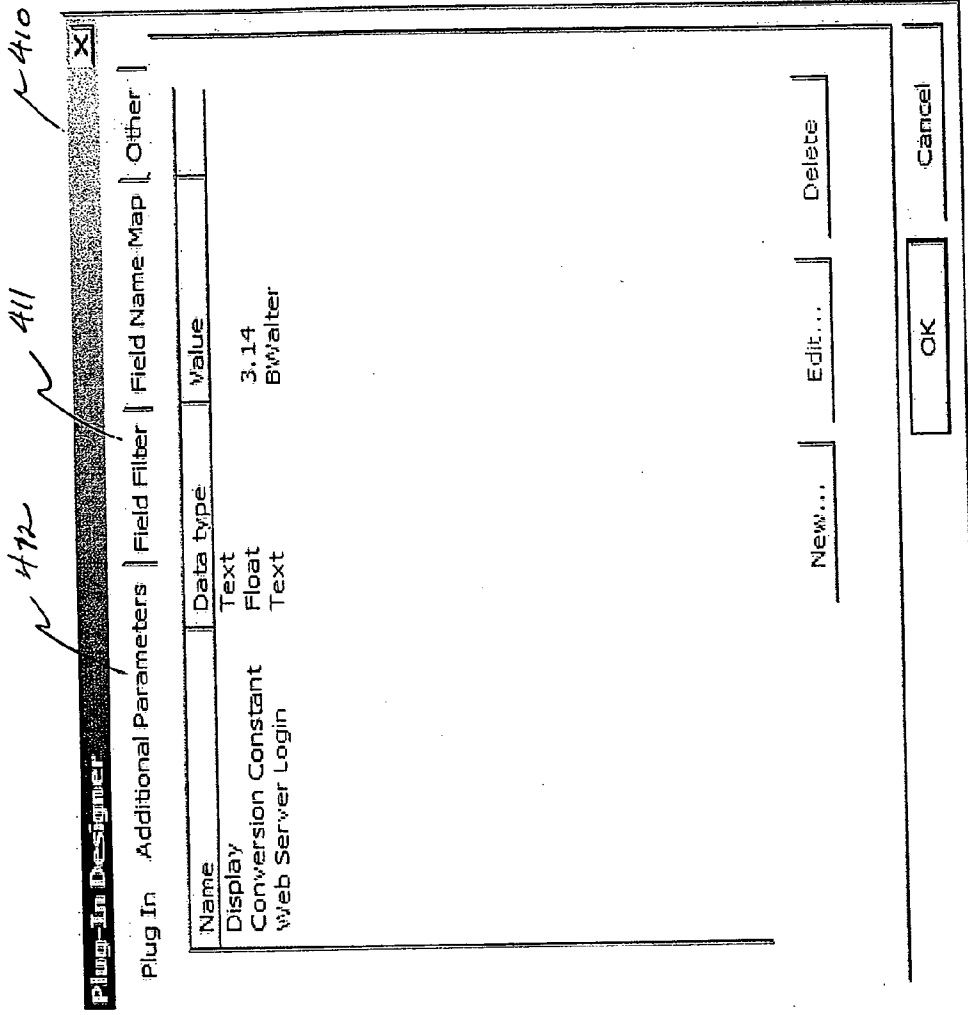 410
411
412
Plug-In Designer X
Plug In Additional Parameters Field Filter Field Name Map Other
Name Data type Value
Display Text
Conversion Constant Float 3.14
Web Server Login Text BWalter
New... Edit... Delete
OK Cancel